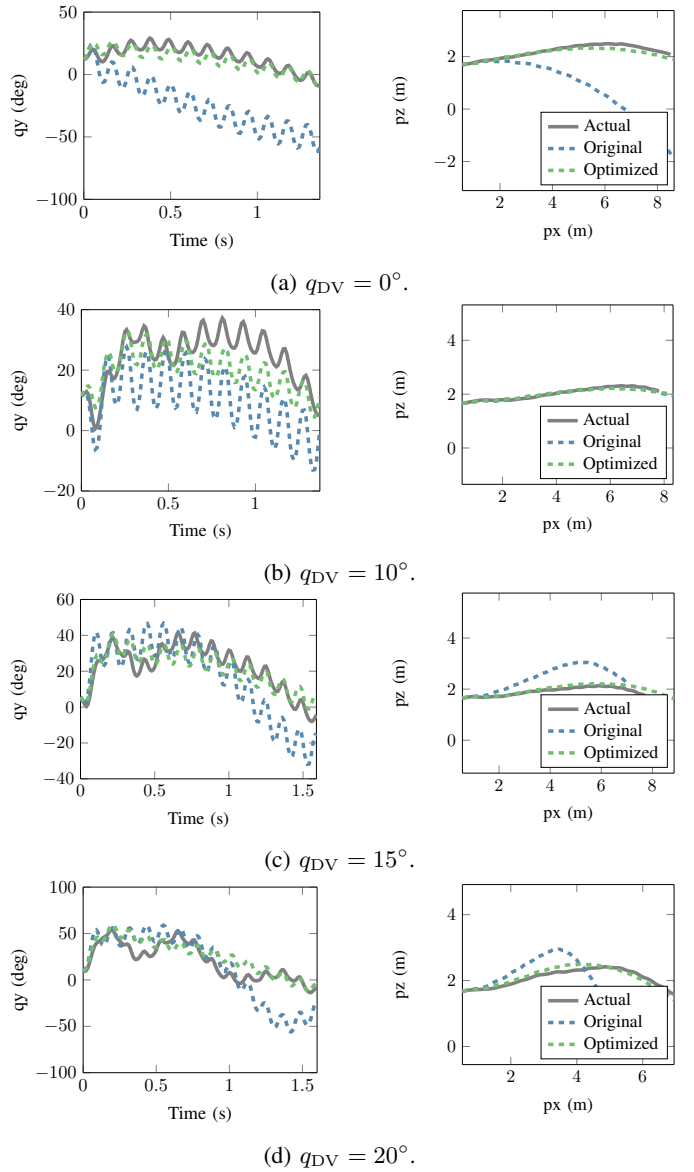 50
0
−50
−100
qy (deg)
0
0.5
1
Time (s)
2
0
−2
pz (m)
2
4
6
8
px (m)
Actual
Original
Optimized
(a) qDV = 0°.
40
20
0
−20
qy (deg)
0
0.5
1
Time (s)
4
2
0
pz (m)
2
4
6
8
px (m)
Actual
Original
Optimized
(b) qDV = 10°.
60
40
20
0
−20
−40
qy (deg)
0
0.5
1
1.5
Time (s)
4
2
0
pz (m)
2
4
6
8
px (m)
Actual
Original
Optimized
(c) qDV = 15°.
100
50
0
−50
−100
qy (deg)
0
0.5
1
1.5
Time (s)
4
2
0
pz (m)
2
4
6
px (m)
Actual
Original
Optimized
(d) qDV = 20°.